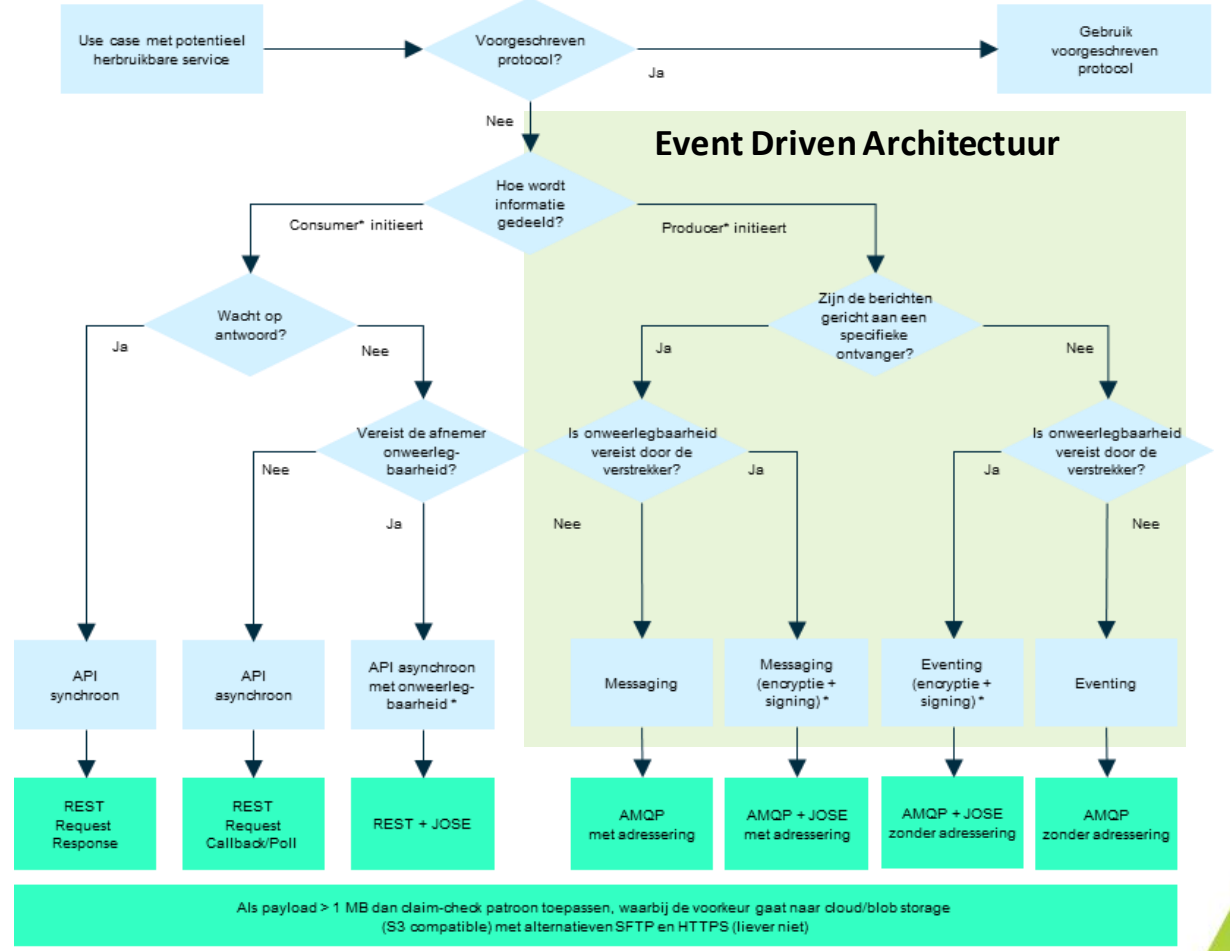 Use case met potentieel
herbruikbare service
Voorgeschreven
protocol?
Ja
Gebruik
voorgeschreven
protocol
Nee
Event Driven Architectuur
Hoe wordt
informatie
gedeeld?
Consumer* initieert
Producer* initieert
Wacht op
antwoord?
Zijn de berichten
gericht aan een
specifieke
ontvanger?
Ja
Nee
Ja
Nee
Vereist de afnemer
onweerleg-
baarheid?
Is onweerlegbaarheid
vereist door de
verstrekker?
Is onweerlegbaarheid
vereist door de
verstrekker?
Nee
Ja
Ja
Ja
Nee
Nee
API
synchroon
API
asynchroon
API asynchroon
met onweerleg-
baarheid *
Messaging
Messaging
(encryptie +
signing) *
Eventing
(encryptie +
signing) *
Eventing
REST
Request
Response
REST
Request
Callback/Poll
REST + JOSE
AMQP
met adressering
AMQP + JOSE
met adressering
AMQP + JOSE
zonder adressering
AMQP
zonder adressering
Als payload > 1 MB dan claim-check patroon toepassen, waarbij de voorkeur gaat naar cloud/blob storage
(S3 compatible) met alternatieven SFTP en HTTPS (liever niet)